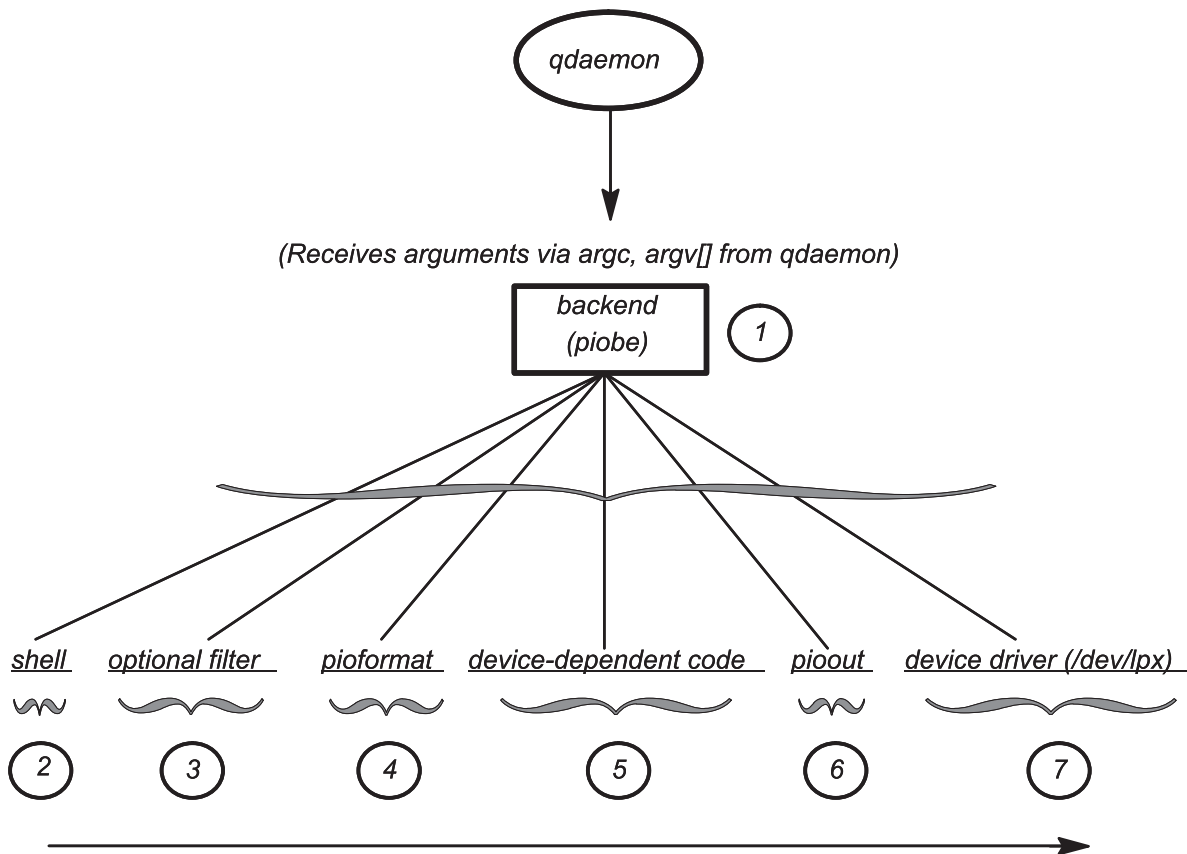 qdaemon
(Receives arguments via argc, argv[] from qdaemon)
backend
(piobe)
1
shell optional filter pioformat device-dependent code pioout device driver (/dev/lpx)
2 3 4 5 6 7